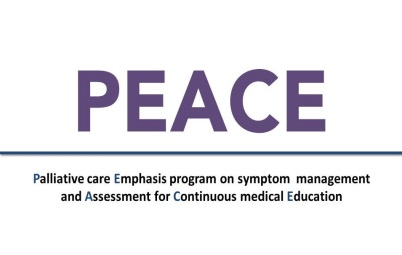 PEACE
Palliative care Emphasis program on symptom management
and Assessment for Continuous medical Education